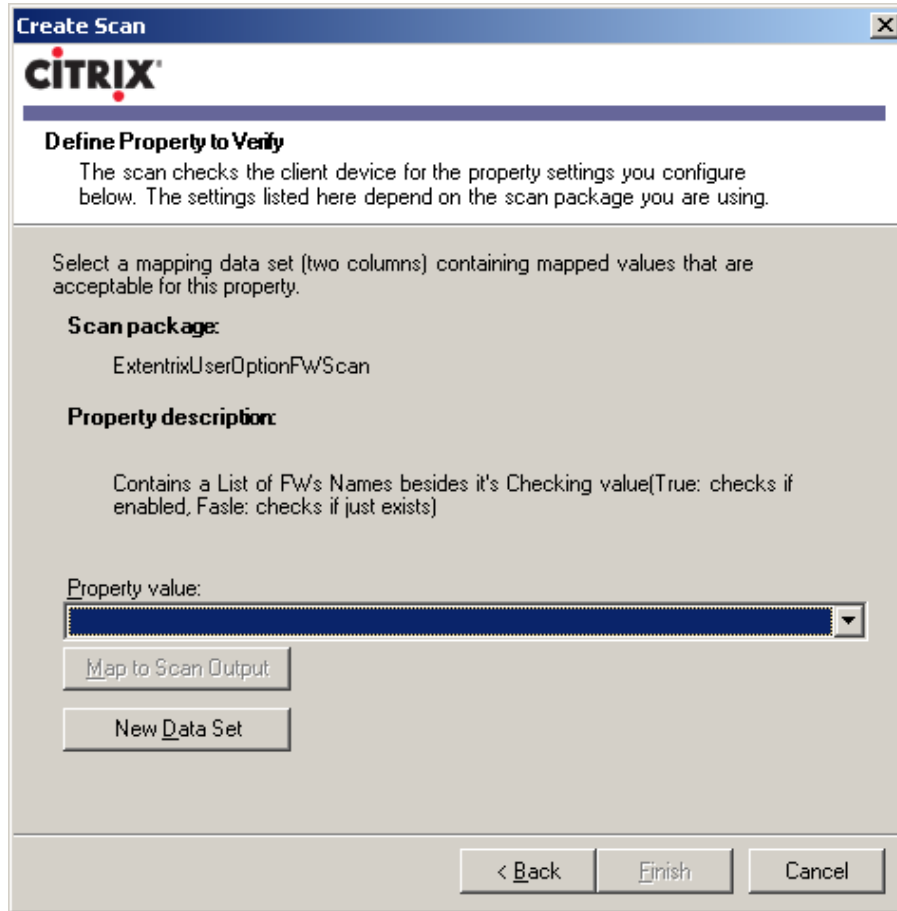 Create Scan
CİTRIX
Define Property to Verify
The scan checks the client device for the property settings you configure
below. The settings listed here depend on the scan package you are using.
Select a mapping data set (two columns) containing mapped values that are
acceptable for this property.
Scan package:
ExtentrixUserOptionFWScan
Property description:
Contains a List of FWs Names besides it's Checking value(True: checks if
enabled, Fasle: checks if just exists)
Property value:
Map to Scan Output
New Data Set
< Back
Finish
Cancel